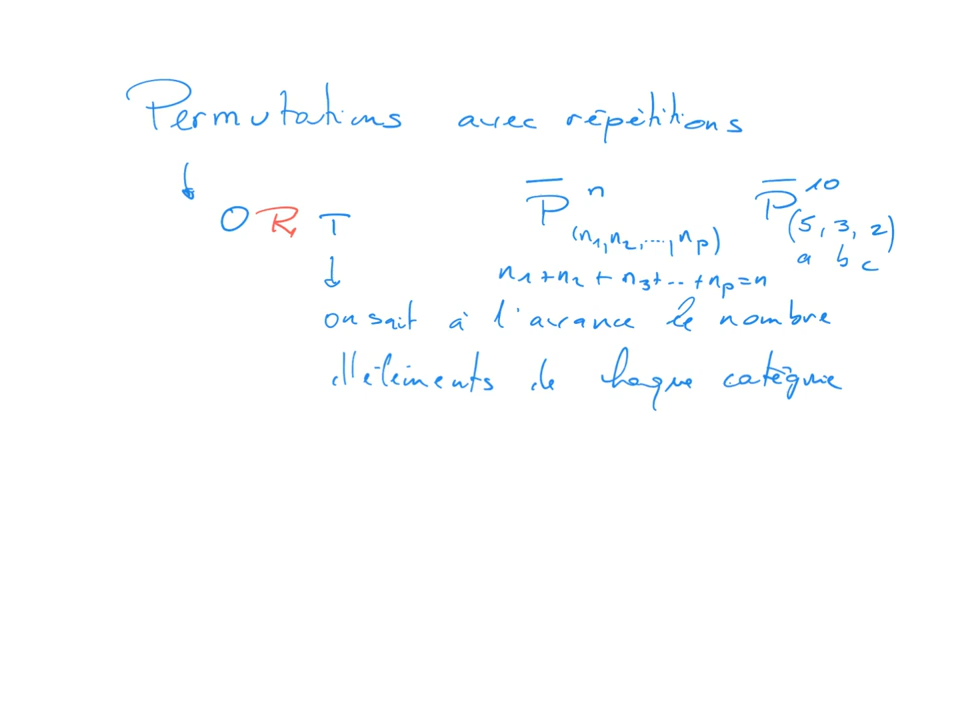 Permutations avec répétitions
↓
O R T
P̅ⁿ(n₁,n₂,...,nₚ)
P̅¹⁰(5, 3, 2)
a b c
↓
n₁+n₂+n₃+..+nₚ=n
on sait à l'avance le nombre
d'éléments de chaque catégorie